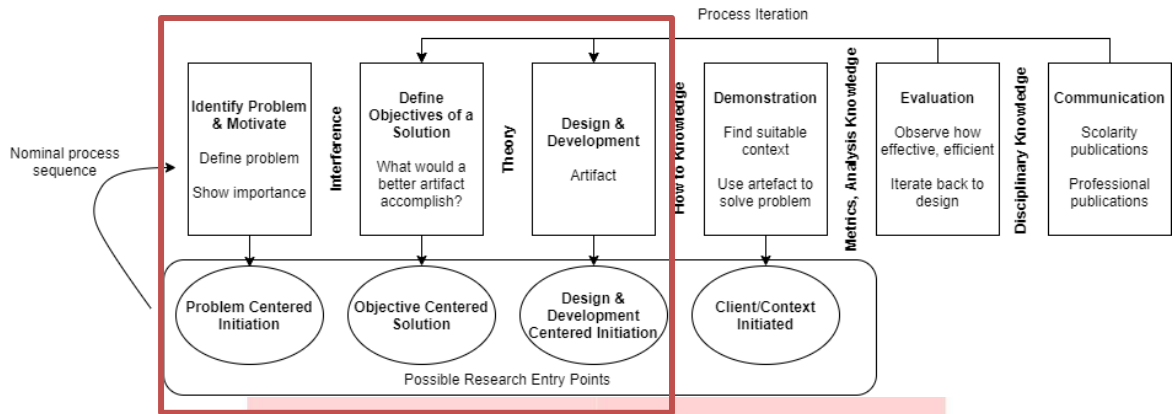 Process Iteration
Nominal process
sequence
Identify Problem
& Motivate
Define problem
Show importance
Interference
Define
Objectives of a
Solution
What would a
better artifact
accomplish?
Theory
Design &
Development
Artifact
How to Knowledge
Demonstration
Find suitable
context
Use artefact to
solve problem
Metrics, Analysis Knowledge
Evaluation
Observe how
effective, efficient
Iterate back to
design
Disciplinary Knowledge
Communication
Scolarity
publications
Professional
publications
Problem Centered
Initiation
Objective Centered
Solution
Design &
Development
Centered Initiation
Client/Context
Initiated
Possible Research Entry Points